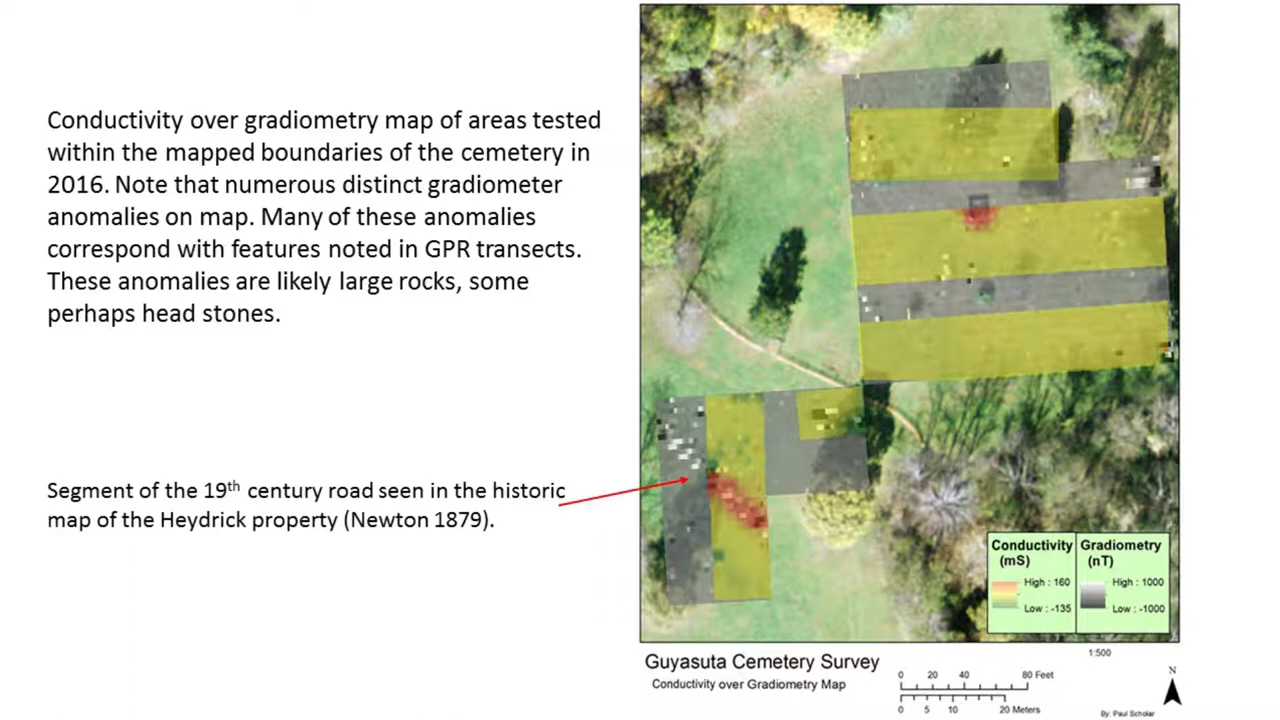 Conductivity over gradiometry map of areas tested
within the mapped boundaries of the cemetery in
2016. Note that numerous distinct gradiometer
anomalies on map. Many of these anomalies
correspond with features noted in GPR transects.
These anomalies are likely large rocks, some
perhaps head stones.
Segment of the 19th century road seen in the historic
map of the Heydrick property (Newton 1879).
Conductivity
(mS)
High : 160
Low : -135
Gradiometry
(nT)
High : 1000
Low : -1000
Guyasuta Cemetery Survey
Conductivity over Gradiometry Map
1:500
0 20 40 80 Feet
0 5 10 20 Meters
N
By: Paul Scholar